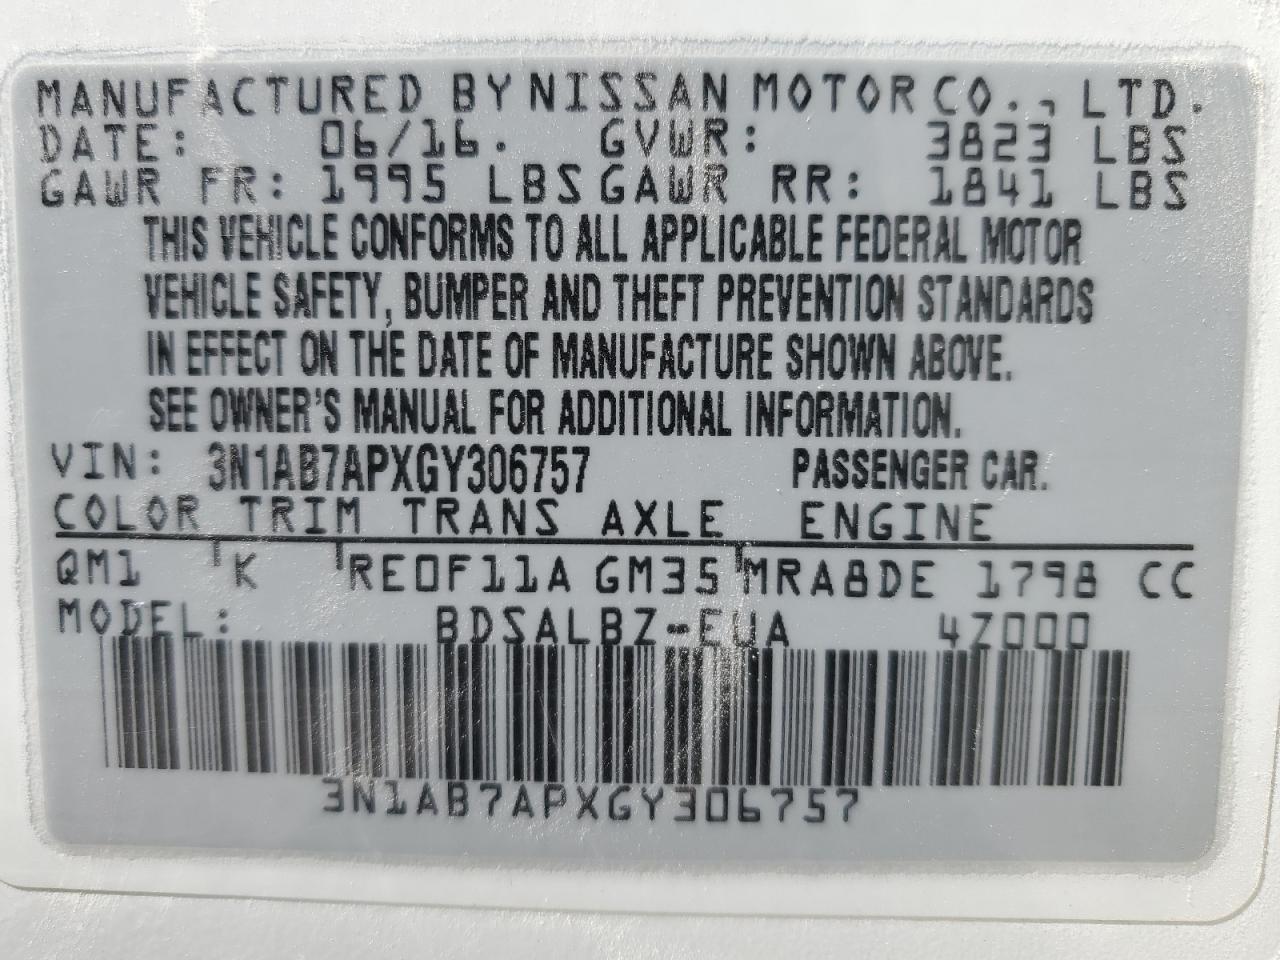 MANUFACTURED BY NISSAN MOTOR CO., LTD.
DATE: 06/16. GVWR: 3823 LBS
GAWR FR: 1995 LBS GAWR RR: 1841 LBS
THIS VEHICLE CONFORMS TO ALL APPLICABLE FEDERAL MOTOR
VEHICLE SAFETY, BUMPER AND THEFT PREVENTION STANDARDS
IN EFFECT ON THE DATE OF MANUFACTURE SHOWN ABOVE.
SEE OWNER'S MANUAL FOR ADDITIONAL INFORMATION.
VIN: 3N1AB7APXGY306757 PASSENGER CAR.
COLOR TRIM TRANS AXLE ENGINE
QM1 K RE0F11A GM35 MRA8DE 1798 CC
MODEL: BDSALBZ-EUA 4Z000
3N1AB7APXGY306757